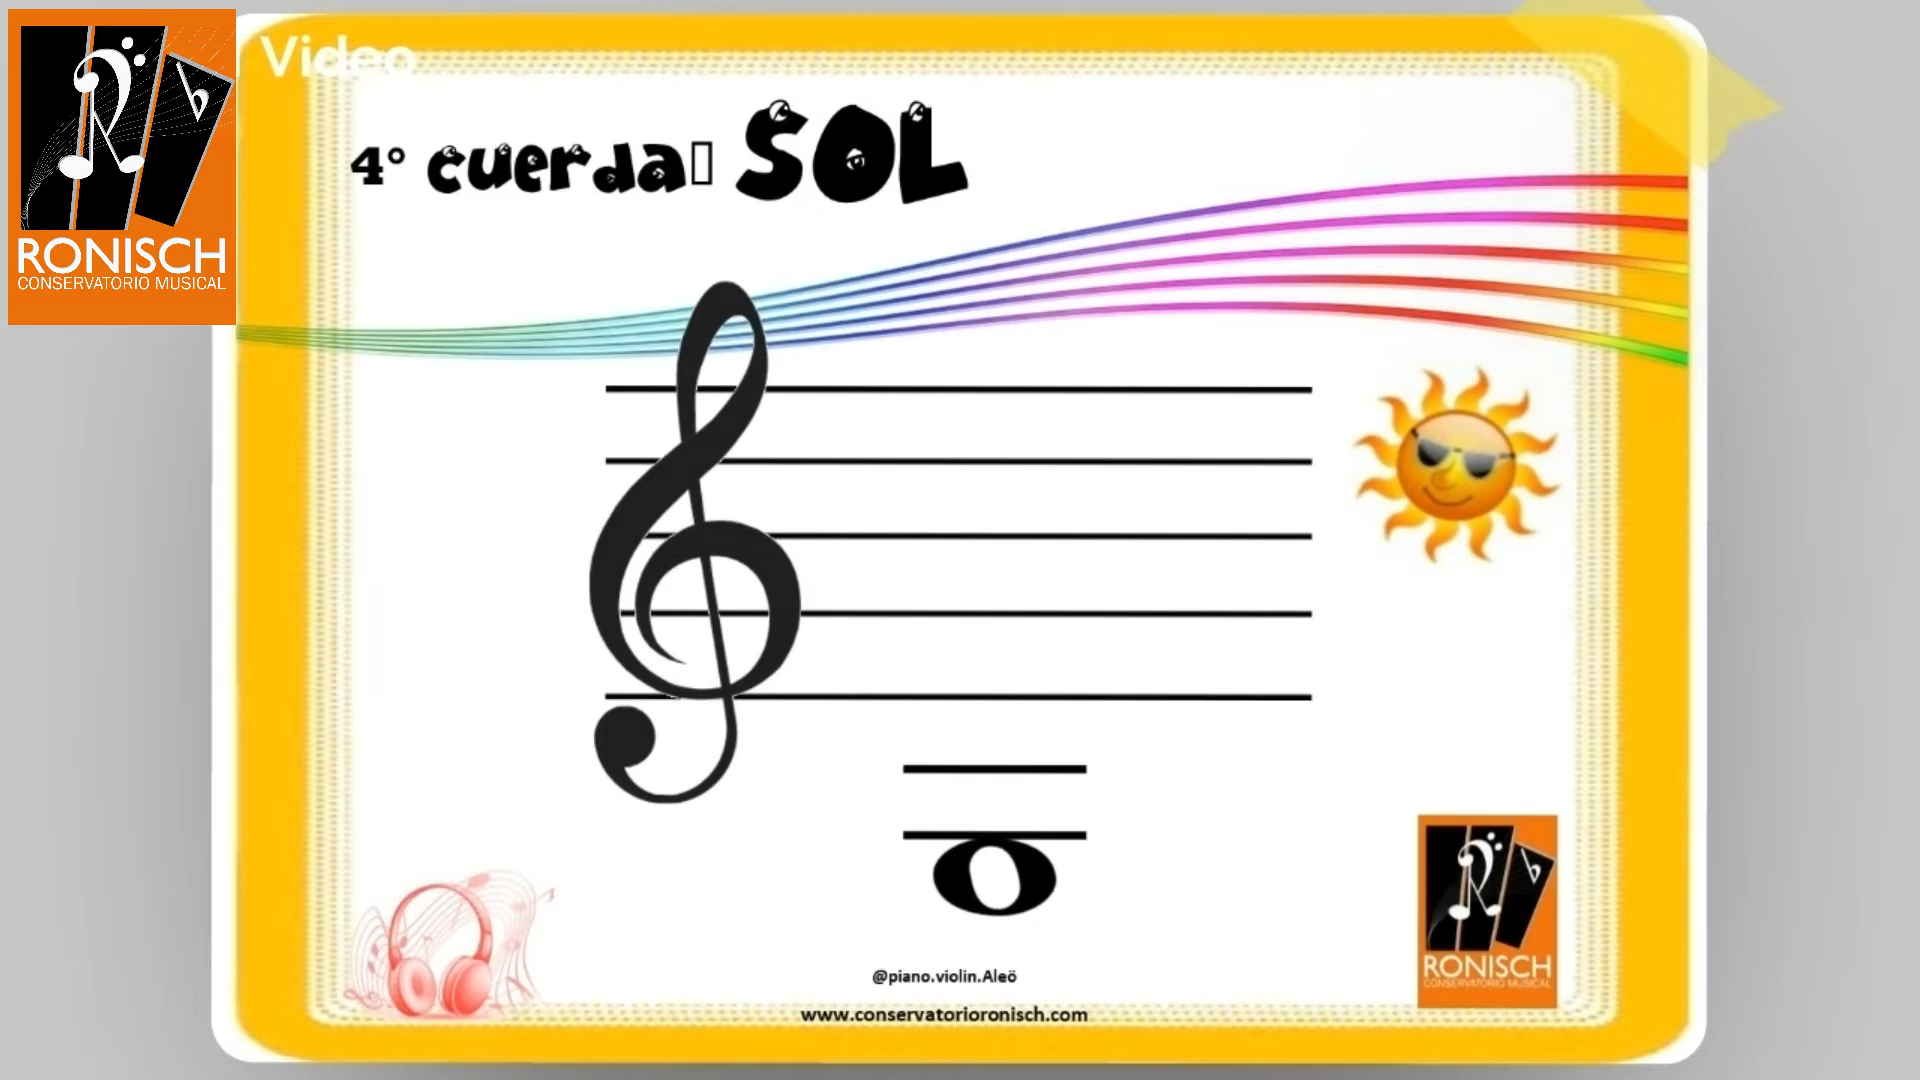 Video
RONISCH
CONSERVATORIO MUSICAL
4° cuerda▯ SOL
RONISCH
CONSERVATORIO MUSICAL
@piano.violin.Aleö
www.conservatorioronisch.com